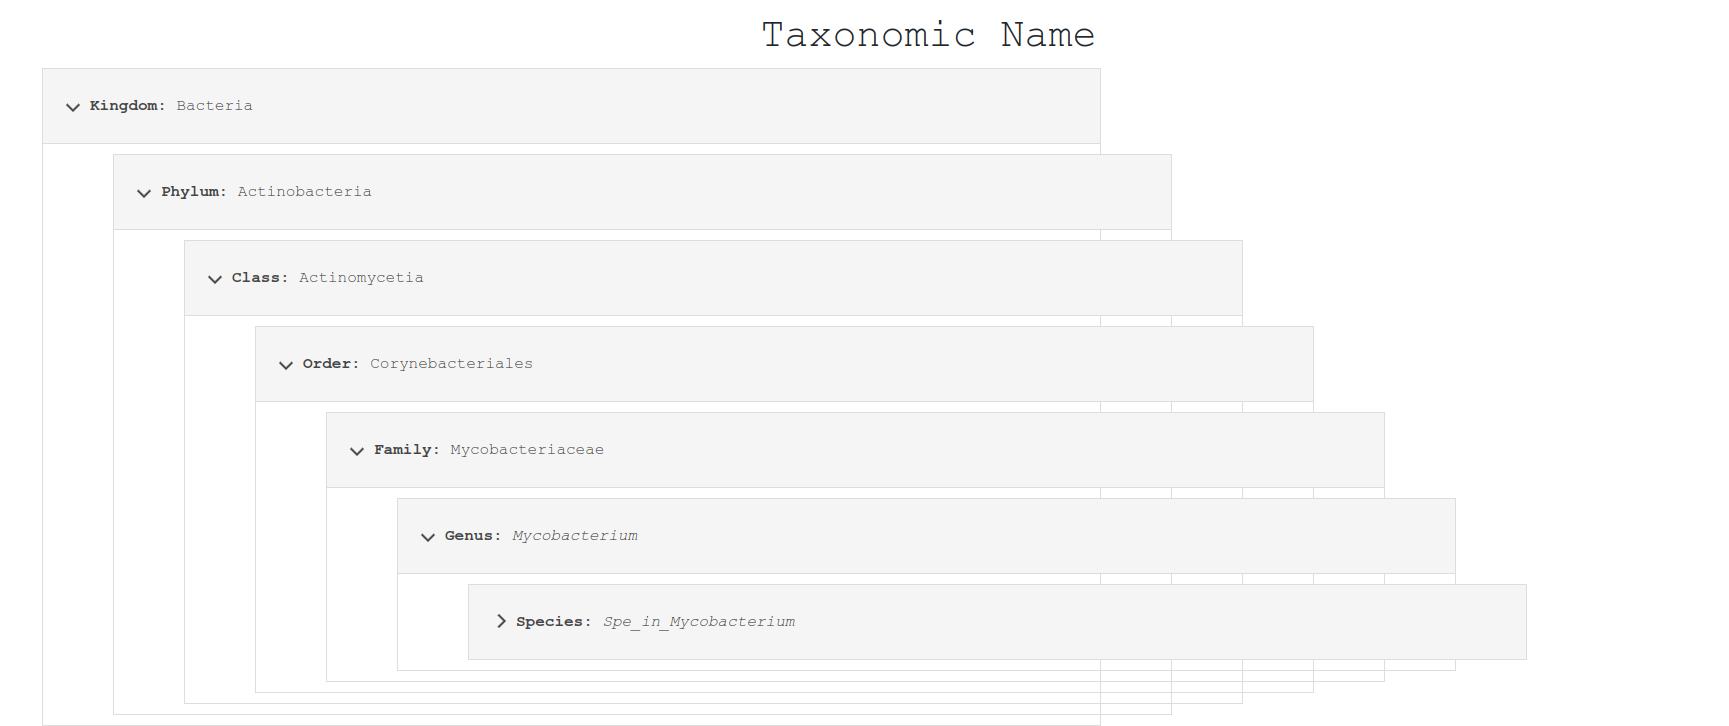 Taxonomic Name
Kingdom: Bacteria
Phylum: Actinobacteria
Class: Actinomycetia
Order: Corynebacteriales
Family: Mycobacteriaceae
Genus: Mycobacterium
Species: Spe_in_Mycobacterium